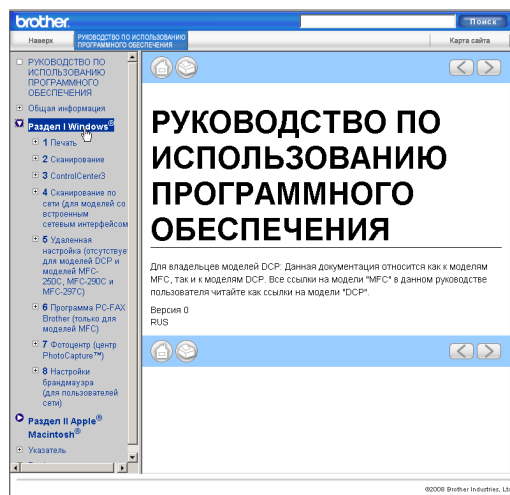 brother.
Поиск
Наверх
РУКОВОДСТВО ПО ИСПОЛЬЗОВАНИЮ
ПРОГРАММНОГО ОБЕСПЕЧЕНИЯ
Карта сайта
РУКОВОДСТВО ПО
ИСПОЛЬЗОВАНИЮ
ПРОГРАММНОГО
ОБЕСПЕЧЕНИЯ
Общая информация
Раздел I Windows®
1 Печать
2 Сканирование
3 ControlCenter3
4 Сканирование по
сети (для моделей со
встроенным
сетевым интерфейсом
5 Удаленная
настройка (отсутствуе
для моделей DCP и
моделей MFC-
250C, MFC-290C и
MFC-297C)
6 Программа PC-FAX
Brother (только для
моделей MFC)
7 Фотоцентр (центр
PhotoCapture™)
8 Настройки
брандмауэра
(для пользователей
сети)
Раздел II Apple®
Macintosh®
Указатель
РУКОВОДСТВО ПО
ИСПОЛЬЗОВАНИЮ
ПРОГРАММНОГО
ОБЕСПЕЧЕНИЯ
Для владельцев моделей DCP: Данная документация относится как к моделям
MFC, так и к моделям DCP. Все ссылки на модели "MFC" в данном руководстве
пользователя читайте как ссылки на модели "DCP".
Версия 0
RUS
©2008 Brother Industries, Ltd